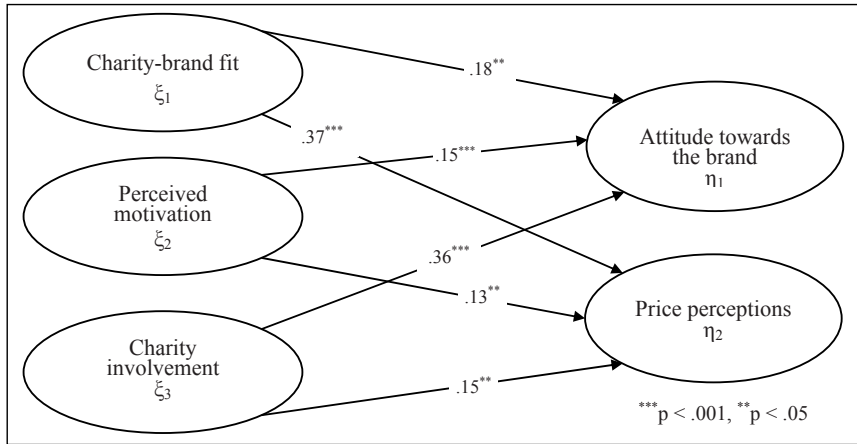 Charity-brand fit
ξ1
.18**
.37***
Attitude towards
the brand
η1
.15***
Perceived
motivation
ξ2
.36***
.13**
Price perceptions
η2
Charity
involvement
ξ3
.15**
***p < .001, **p < .05